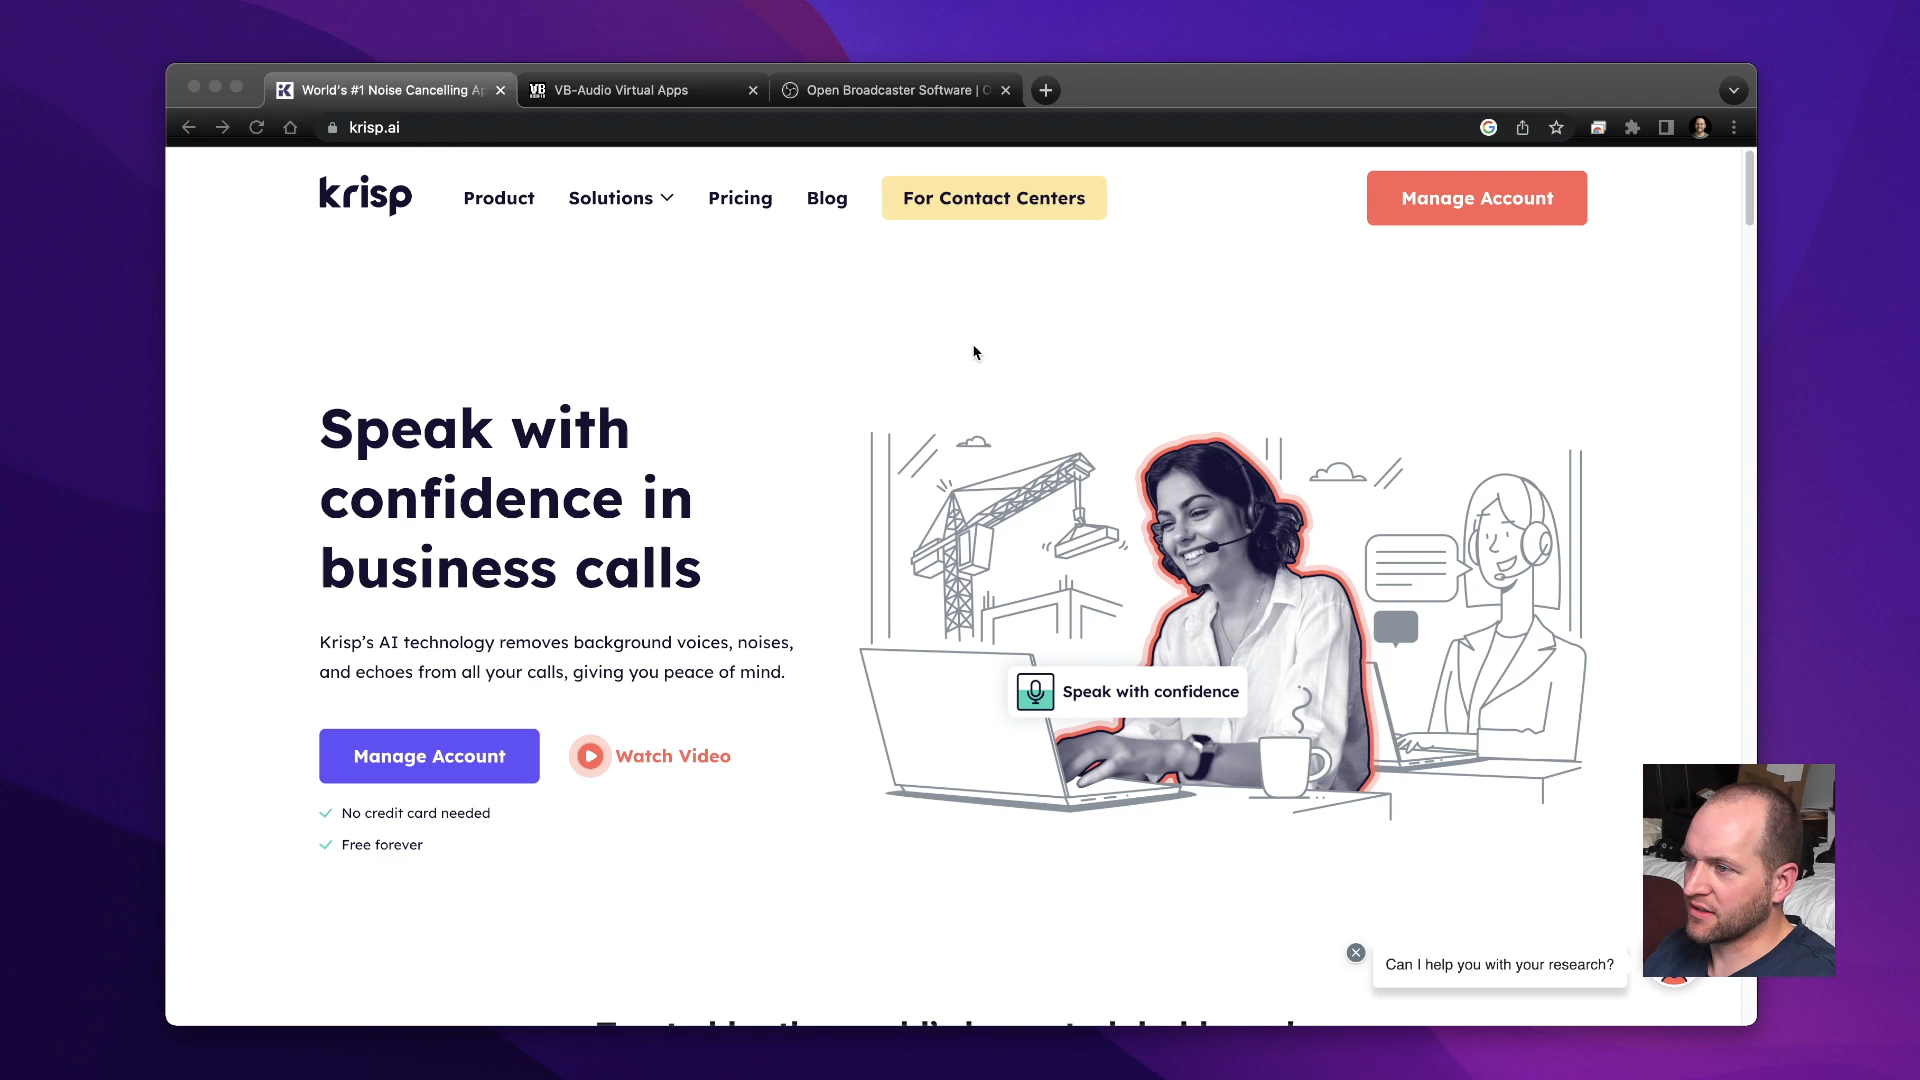 World's #1 Noise Cancelling Ap
VB-Audio Virtual Apps
Open Broadcaster Software | O
krisp.ai
krisp
Product
Solutions
Pricing
Blog
For Contact Centers
Manage Account
Speak with
confidence in
business calls
Krisp's AI technology removes background voices, noises,
and echoes from all your calls, giving you peace of mind.
Speak with confidence
Manage Account
Watch Video
No credit card needed
Free forever
Can I help you with your research?